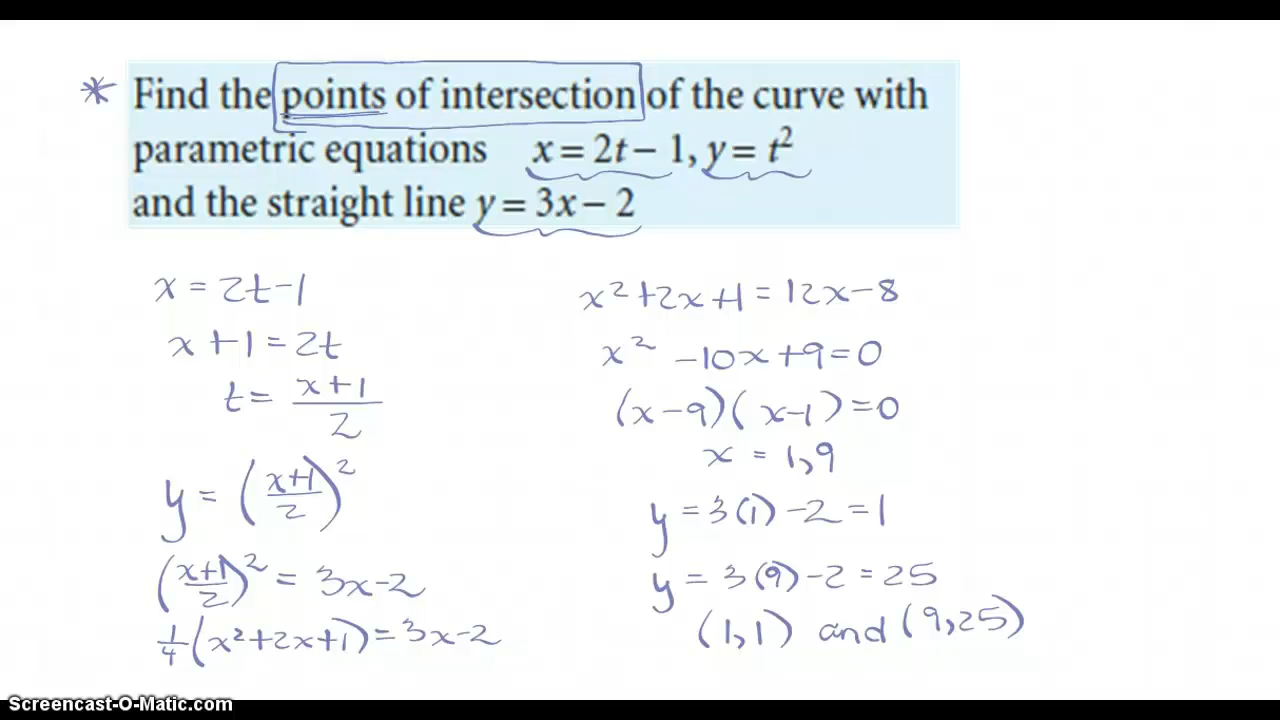 * Find the points of intersection of the curve with
parametric equations x = 2t − 1, y = t²
and the straight line y = 3x − 2
x = 2t-1
x+1 = 2t
t = (x+1)/2
y = ((x+1)/2)²
((x+1)/2)² = 3x-2
1/4(x²+2x+1) = 3x-2
x²+2x+1 = 12x-8
x² -10x+9=0
(x-9)(x-1)=0
x = 1,9
y = 3(1) -2 = 1
y = 3(9) -2 = 25
(1,1) and (9,25)
Screencast-O-Matic.com